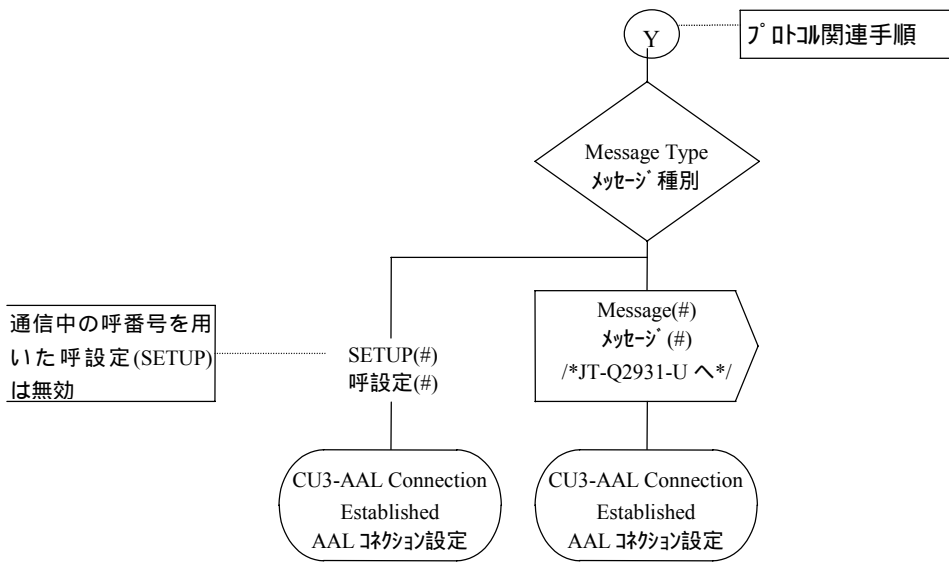 Y
ﾌﾟﾛﾄｺﾙ関連手順
Message Type
ﾒｯｾｰｼﾞ種別
通信中の呼番号を用
いた呼設定(SETUP)
は無効
SETUP(#)
呼設定(#)
Message(#)
ﾒｯｾｰｼﾞ(#)
/*JT-Q2931-U へ*/
CU3-AAL Connection
Established
AAL ｺﾈｸｼｮﾝ設定
CU3-AAL Connection
Established
AAL ｺﾈｸｼｮﾝ設定